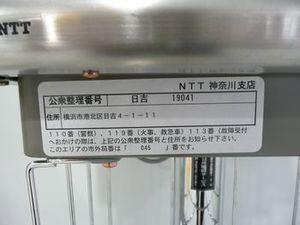 NTT
NTT 神奈川支店
公衆整理番号 日吉 19041
住所 横浜市港北区日吉4-1-11
110番(警察)、119番(火事、救急車)113番(故障受付)
へおかけの際は、上記の公衆整理番号と住所をお知らせ下さい。
このエリアの市外局番は「 045 」番です。